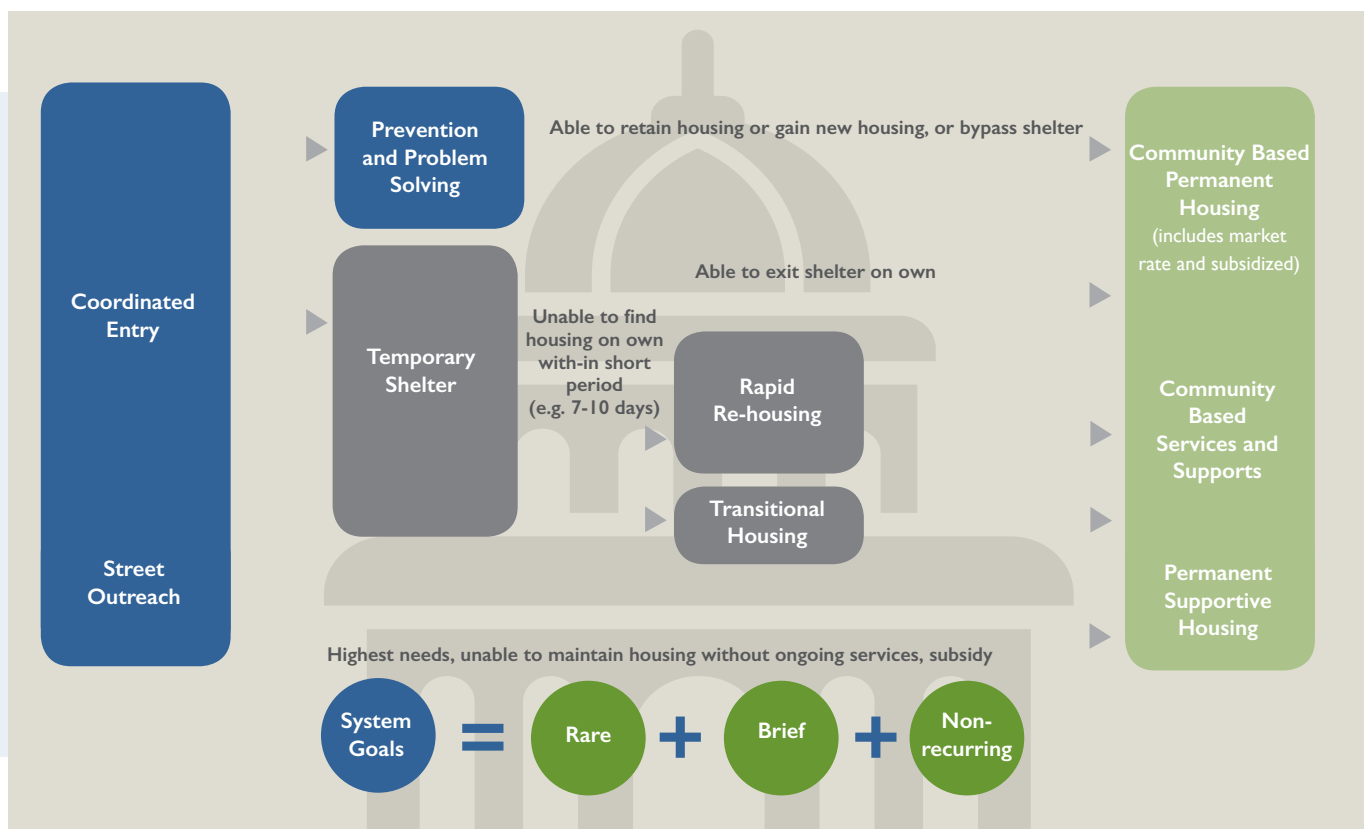 Coordinated
Entry
Street
Outreach
Prevention
and Problem
Solving
Able to retain housing or gain new housing, or bypass shelter
Temporary
Shelter
Able to exit shelter on own
Unable to find
housing on own
with-in short
period
(e.g. 7-10 days)
Rapid
Re-housing
Transitional
Housing
Community Based
Permanent
Housing
(includes market
rate and subsidized)
Community
Based
Services and
Supports
Permanent
Supportive
Housing
Highest needs, unable to maintain housing without ongoing services, subsidy
System
Goals
=
Rare
+
Brief
+
Non-
recurring